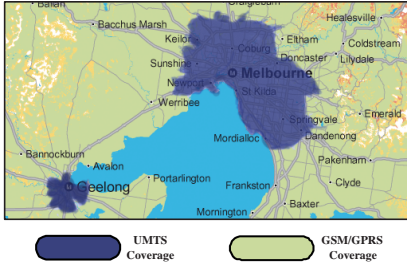 Ballan
Craigieburn
Bacchus Marsh
Healesville
Keilor
Eltham
Coburg
Coldstream
Doncaster
Sunshine
Lilydale
Melbourne
Newport
St.Kilda
Werribee
Emerald
Springvale
Mordialloc
Dandenong
Bannockburn
Pakenham
Avalon
Portarlington
Clyde
Geelong
Frankston
Baxter
Mornington
UMTS
Coverage
GSM/GPRS
Coverage